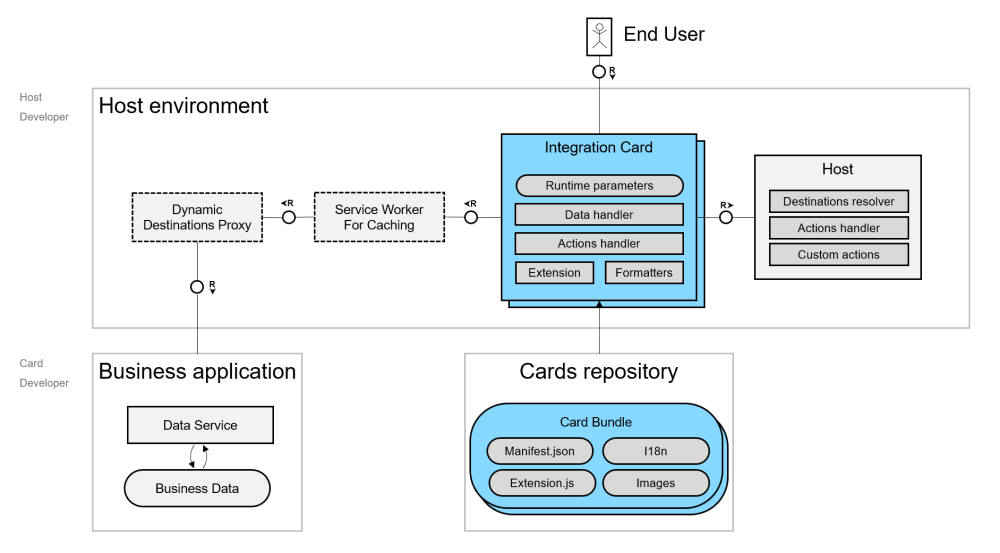 End User
R
Host
Developer
Host environment
Integration Card
Runtime parameters
Data handler
Actions handler
Extension
Formatters
Dynamic
Destinations Proxy
R
Service Worker
For Caching
R
R
Host
Destinations resolver
Actions handler
Custom actions
R
Card
Developer
Business application
Data Service
Business Data
Cards repository
Card Bundle
Manifest.json
I18n
Extension.js
Images